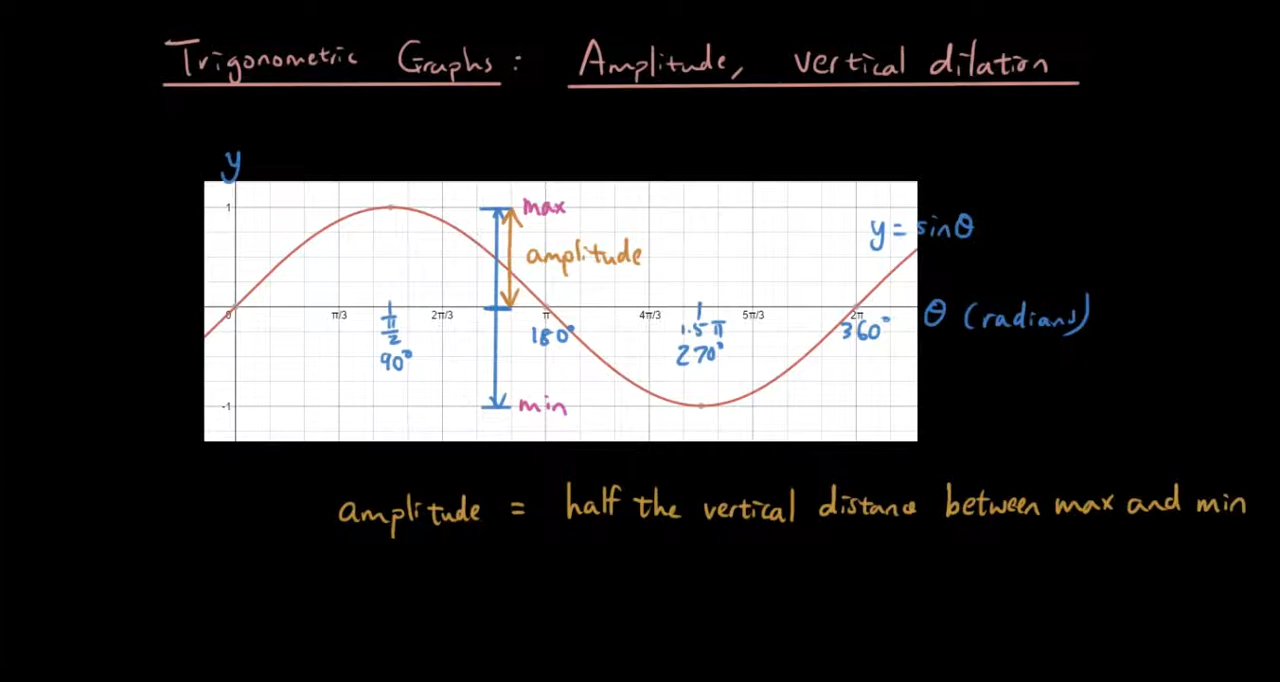 Trigonometric Graphs: Amplitude, vertical dilation
y
1
max
y = sinθ
amplitude
0 π/3 2π/3 π 4π/3 5π/3 2π θ (radians)
π/2 180° 1.5π 360°
90° 270°
-1 min
amplitude = half the vertical distance between max and min